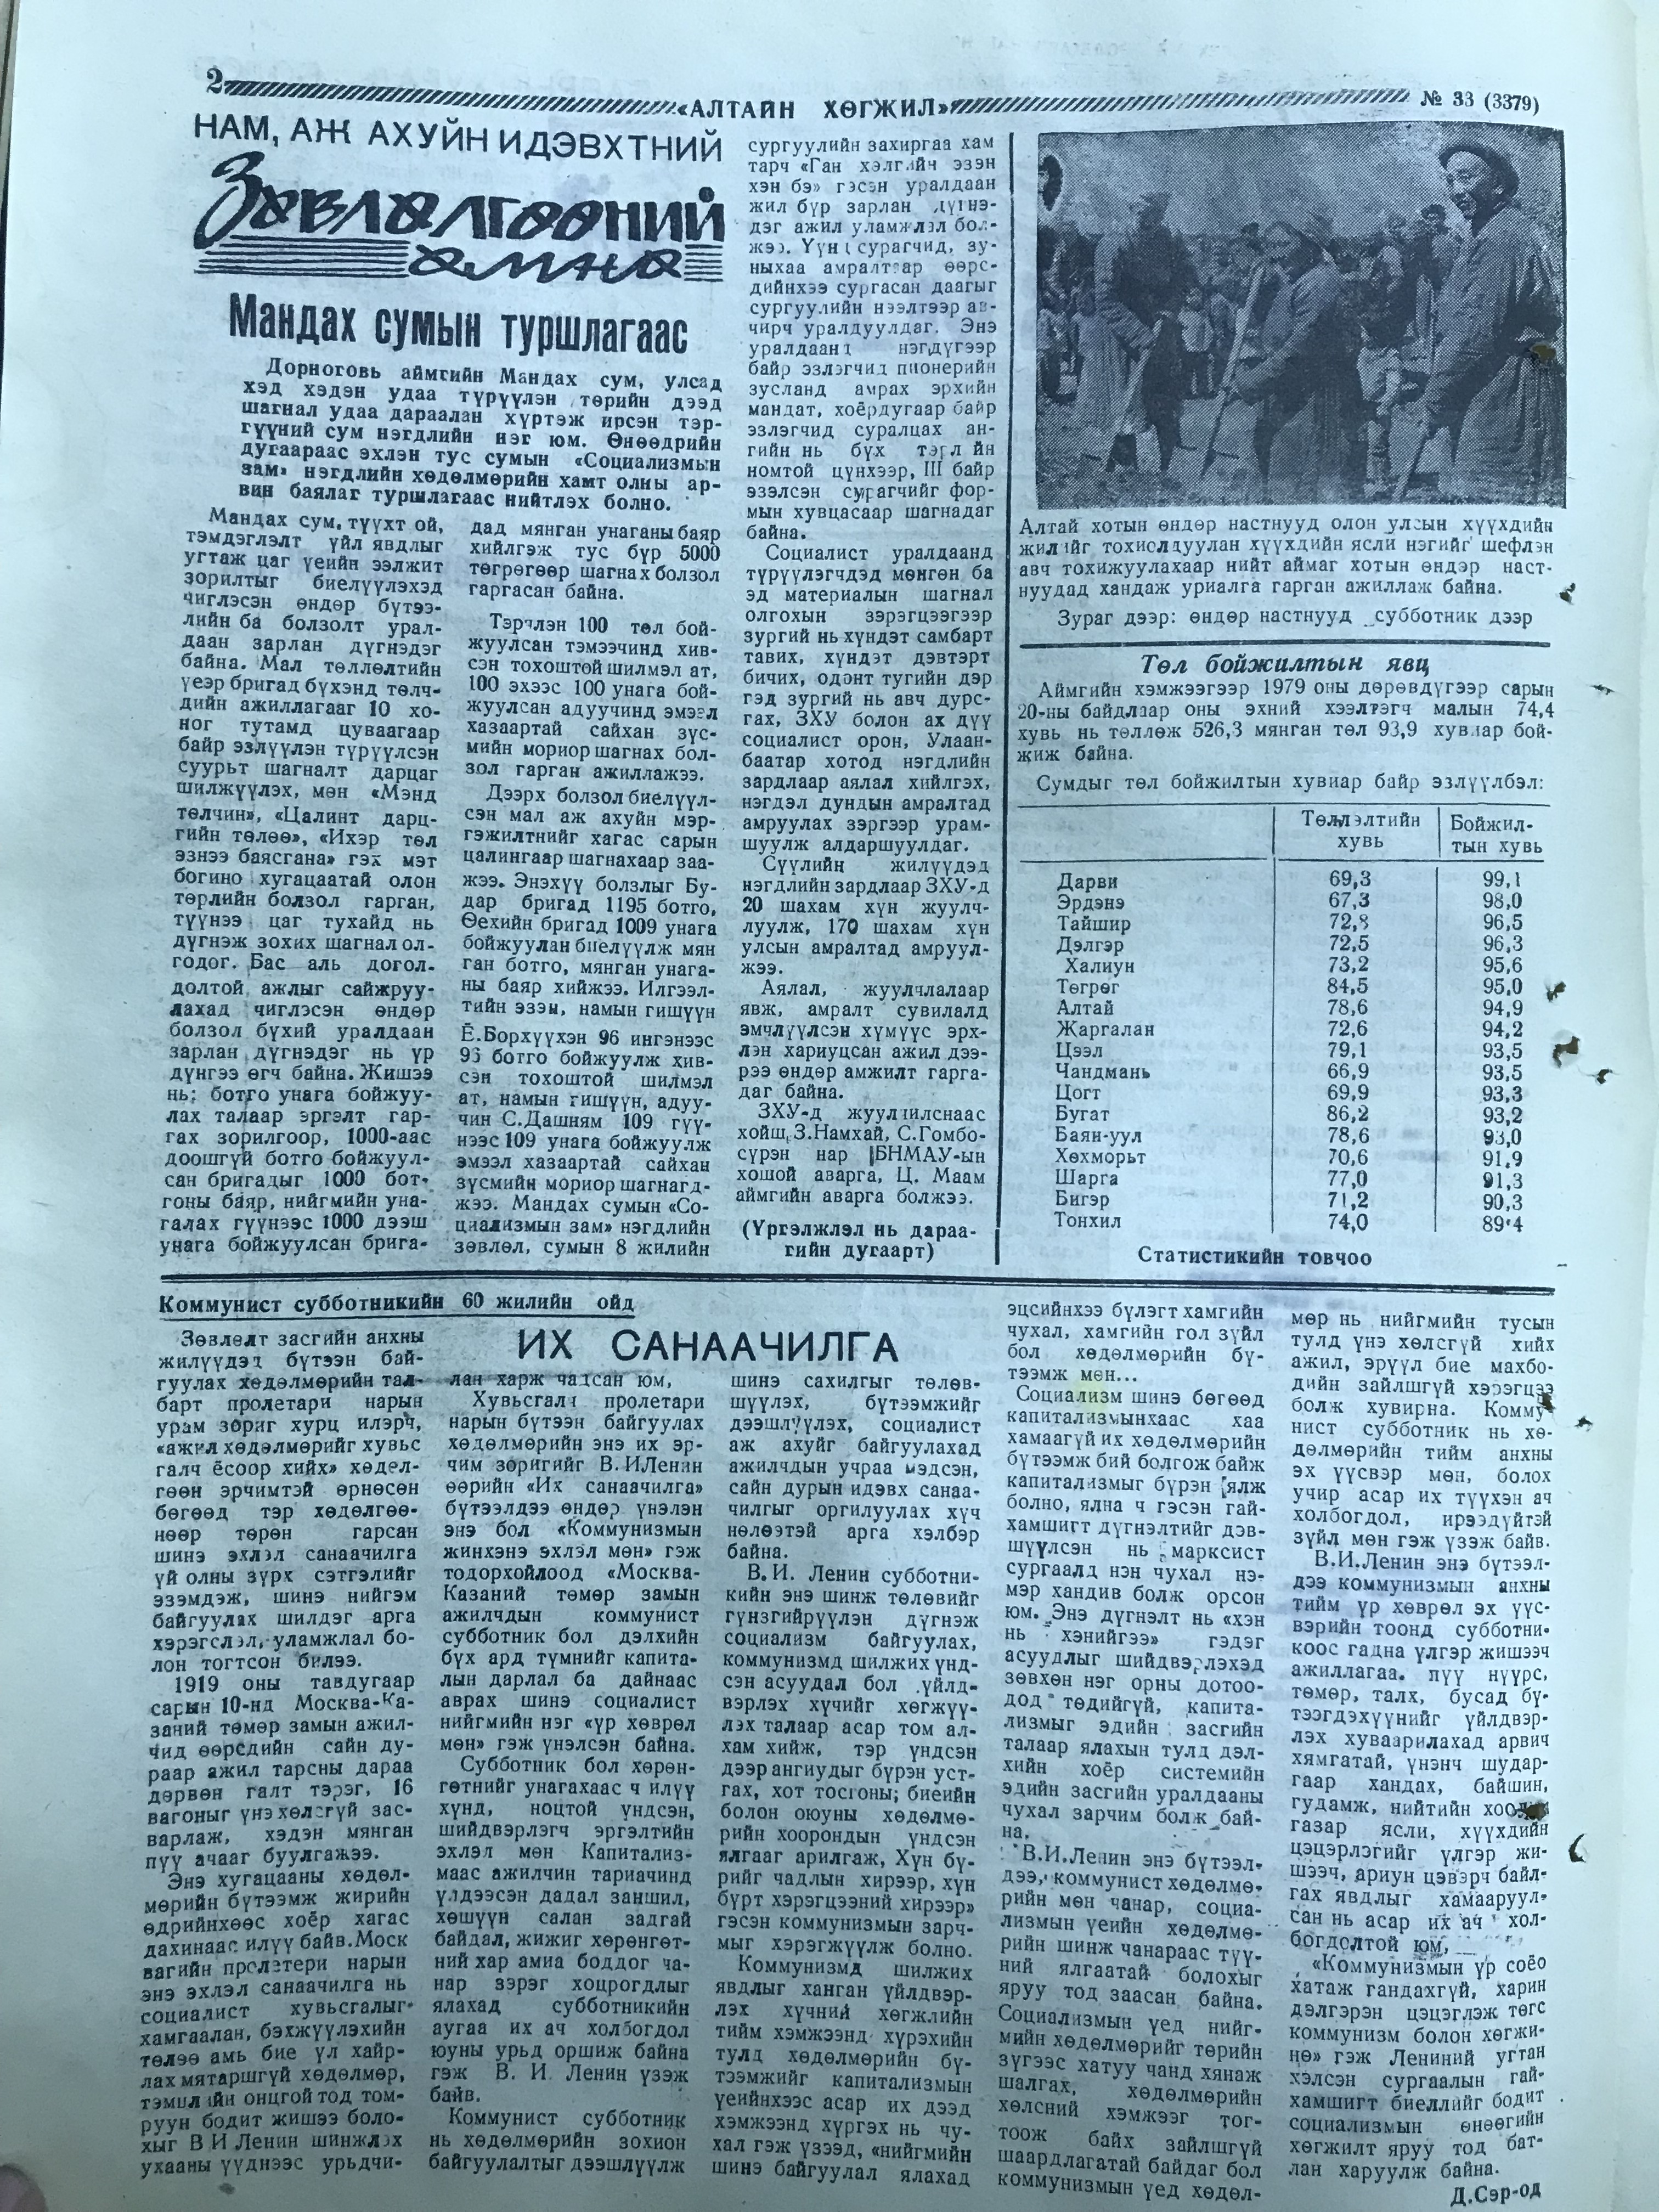 2
«АЛТАЙН ХӨГЖИЛ»
№ 33 (3379)
НАМ, АЖ АХУЙН ИДЭВХТНИЙ
Зөвлөлгөөний
өмнө
Мандах сумын туршлагаас
Дорноговь аймгийн Мандах сум, улсад
хэд хэдэн удаа түрүүлэн төрийн дээд
шагнал удаа дараалан хүртэж ирсэн тэр-
гүүний сум нэгдлийн нэг юм. Өнөөдрийн
дугаараас эхлэн тус сумын «Социализмын
зам» нэгдлийн хөдөлмөрийн хамт олны ар-
вин баялаг туршлагаас нийтлэх болно.
Мандах сум, түүхт ой,
тэмдэглэлт үйл явдлыг
угтаж цаг үеийн ээлжит
зорилтыг биелүүлэхэд
чиглэсэн өндөр бүтээ-
лийн ба болзолт урал-
даан зарлан дүгнэдэг
байна. Мал төллөлтийн
үеэр бригад бүхэнд төлч-
дийн ажиллагааг 10 хо-
ног тутамд цуваагаар
байр эзлүүлэн түрүүлсэн
суурьт шагналт дарцаг
шилжүүлэх, мөн «Мэнд
төлчин», «Цалинт дарц-
гийн төлөө», «Ихэр төл
эзнээ баясгана» гэх мэт
богино хугацаатай олон
төрлийн болзол гарган,
түүнээ цаг тухайд нь
дүгнэж зохих шагнал ол-
годог. Бас аль догол-
долтой ажлыг сайжруу-
лахад чиглэсэн өндөр
болзол бүхий уралдаан
зарлан дүгнэдэг нь үр
дүнгээ өгч байна. Жишээ
нь: ботго унага бойжуу-
лах талаар эргэлт гар-
гах зорилгоор, 1000-аас
доошгүй ботго бойжуул-
сан бригадыг 1000 бот-
гоны баяр, нийгмийн уна-
галах гүүнээс 1000 дээш
унага бойжуулсан брига-
дад мянган унаганы баяр
хийлгэж тус бүр 5000
төгрөгөөр шагнах болзол
гаргасан байна.
Тэрчлэн 100 төл бой-
жуулсан тэмээчинд хив-
сэн тохоштой шилмэл ат,
100 эхээс 100 унага бой-
жуулсан адуучинд эмээл
хазаартай сайхан зүс-
мийн мориор шагнах бол-
зол гарган ажиллажээ.
Дээрх болзол биелүүл-
сэн мал аж ахуйн мэр-
гэжилтнийг хагас сарын
цалингаар шагнахаар заа-
жээ. Энэхүү болзлыг Бу-
дар бригад 1195 ботго,
Өехийн бригад 1009 унага
бойжуулан биелүүлж мян
ган ботго, мянган унага-
ны баяр хийжээ. Илгээл-
тийн эзэн, намын гишүүн
Ё.Борхүүхэн 96 ингэнээс
93 ботго бойжуулж хив-
сэн тохоштой шилмэл
ат, намын гишүүн, адуу-
чин С.Дашням 109 гүү-
нээс 109 унага бойжуулж
эмээл хазаартай сайхан
зүсмийн мориор шагнагд-
жээ. Мандах сумын «Со-
циализмын зам» нэгдлийн
зөвлөл, сумын 8 жилийн
сургуулийн захиргаа хам
тарч «Ган хэлгийн эзэн
хэн бэ» гэсэн уралдаан
жил бүр зарлан дүгнэ-
дэг ажил уламжлал бол-
жээ. Үүнд сурагчид, зу-
ныхаа амралтаар өөрс-
дийнхээ сургасан даагыг
сургуулийн нээлтээр ав-
чирч уралдуулдаг. Энэ
уралдаанд нэгдүгээр
байр эзлэгчид пионерийн
зусланд амрах эрхийн
мандат, хоёрдугаар байр
эзлэгчид суралцах ан-
гийн нь бүх төрлийн
номтой цүнхээр, III байр
эзэлсэн сурагчийг фор-
мын хувцасаар шагнадаг
байна.
Социалист уралдаанд
түрүүлэгчдэд мөнгөн ба
эд материалын шагнал
олгохын зэрэгцээгээр
зургий нь хүндэт самбарт
тавих, хүндэт дэвтэрт
бичих, одонт тугийн дэр
гэд зургий нь авч дурс-
гах, ЗХУ болон ах дүү
социалист орон, Улаан-
баатар хотод нэгдлийн
зардлаар аялал хийлгэх,
нэгдэл дундын амралтад
амруулах зэргээр урам-
шуулж алдаршуулдаг.
Сүүлийн жилүүдэд
нэгдлийн зардлаар ЗХУ-д
20 шахам хүн жуулч-
луулж, 170 шахам хүн
улсын амралтад амруул-
жээ.
Аялал, жуулчлалаар
явж, амралт сувилалд
эмчлүүлсэн хүмүүс эрх-
лэн хариуцсан ажил дээ-
рээ өндөр амжилт гарга-
даг байна.
ЗХУ-д жуулчилснаас
хойш З.Намхай, С.Гомбо-
сүрэн нар БНМАУ-ын
хошой аварга, Ц. Маам
аймгийн аварга болжээ.
(Үргэлжлэл нь дараа-
гийн дугаарт)
Алтай хотын өндөр настнууд олон улсын хүүхдийн
жилийг тохиолдуулан хүүхдийн ясли нэгийг шефлэн
авч тохижуулахаар нийт аймаг хотын өндөр наст-
нуудад хандаж уриалга гарган ажиллаж байна.
Зураг дээр: өндөр настнууд субботник дээр
Төл бойжилтын явц
Аймгийн хэмжээгээр 1979 оны дөрөвдүгээр сарын
20-ны байдлаар оны эхний хээлтэгч малын 74,4
хувь нь төллөж 526,3 мянган төл 93,9 хувиар бой-
жиж байна.
Сумдыг төл бойжилтын хувиар байр эзлүүлбэл:
Төллөлтийн хувь Бойжил-
тын хувь
Дарви 69,3 99,1
Эрдэнэ 67,3 98,0
Тайшир 72,8 96,5
Дэлгэр 72,5 96,3
Халиун 73,2 95,6
Төгрөг 84,5 95,0
Алтай 78,6 94,9
Жаргалан 72,6 94,2
Цээл 79,1 93,5
Чандмань 66,9 93,5
Цогт 69,9 93,3
Бугат 86,2 93,2
Баян-уул 78,6 93,0
Хөхморьт 70,6 91,9
Шарга 77,0 91,3
Бигэр 71,2 90,3
Тонхил 74,0 89,4
Статистикийн товчоо
Коммунист субботникийн 60 жилийн ойд
ИХ САНААЧИЛГА
Зөвлөлт засгийн анхны
жилүүдэд бүтээн бай-
гуулах хөдөлмөрийн тал-
барт пролетари нарын
урам зориг хурц илэрч,
«ажил хөдөлмөрийг хувьс
галч ёсоор хийх» хөдөл-
гөөн эрчимтэй өрнөсөн
бөгөөд тэр хөдөлгөө-
нөөр төрөн гарсан
шинэ эхлэл санаачилга
үй олны зүрх сэтгэлийг
эзэмдэж, шинэ нийгэм
байгуулах шилдэг арга
хэрэгслэл, уламжлал бо-
лон тогтсон билээ.
1919 оны тавдугаар
сарын 10-нд Москва-Ка-
заний төмөр замын ажил-
чид өөрсдийн сайн ду-
раар ажил тарсны дараа
дөрвөн галт тэрэг, 16
вагоныг үнэ хөлсгүй зас-
варлаж, хэдэн мянган
пүү ачааг буулгажээ.
Энэ хугацааны хөдөл-
мөрийн бүтээмж жирийн
өдрийнхөөс хоёр хагас
дахинаас илүү байв. Моск
вагийн пролетери нарын
энэ эхлэл санаачилга нь
социалист хувьсгалыг
хамгаалан, бэхжүүлэхийн
төлөө амь бие үл хайр-
лах мятаршгүй хөдөлмөр,
тэмцлийн онцгой тод том-
руун бодит жишээ боло-
хыг В И Ленин шинжлэх
ухааны үүднээс урьдчи-
лан харж чадсан юм,
Хувьсгалч пролетари
нарын бүтээн байгуулах
хөдөлмөрийн энэ их эр-
чим зоригийг В. ИЛенин
өөрийн «Их санаачилга»
бүтээлдээ өндөр үнэлэн
энэ бол «Коммунизмын
жинхэнэ эхлэл мөн» гэж
тодорхойлоод «Москва-
Казаний төмөр замын
ажилчдын коммунист
субботник бол дэлхийн
бүх ард түмнийг капита-
лын дарлал ба дайнаас
аврах шинэ социалист
нийгмийн нэг «үр хөврөл
мөн» гэж үнэлсэн байна.
Субботник бол хөрөн-
гөтнийг унагахаас ч илүү
хүнд, ноцтой үндсэн,
шийдвэрлэгч эргэлтийн
эхлэл мөн Капитализ-
маас ажилчин тариачинд
үлдээсэн дадал заншил,
хөшүүн салан задгай
байдал, жижиг хөрөнгөт-
ний хар амиа боддог ча-
нар зэрэг хоцрогдлыг
ялахад субботникийн
аугаа их ач холбогдол
юуны урьд оршиж байна
гэж В. И. Ленин үзэж
байв.
Коммунист субботник
нь хөдөлмөрийн зохион
байгуулалтыг дээшлүүлж
шинэ сахилгыг төлөв-
шүүлэх, бүтээмжийг
дээшлүүлэх, социалист
аж ахуйг байгуулахад
ажилчдын учраа мэдсэн,
сайн дурын идэвх санаа-
чилгыг оргилуулах хүч
нөлөөтэй арга хэлбэр
байна.
В. И. Ленин субботни-
кийн энэ шинж төлөвийг
гүнзгийрүүлэн дүгнэж
социализм байгуулах,
коммунизмд шилжих үнд-
сэн асуудал бол үйлд-
вэрлэх хүчийг хөгжүү-
лэх талаар асар том ал-
хам хийж, тэр үндсэн
дээр ангиудыг бүрэн уст-
гах, хот тосгоны; биеийн
болон оюуны хөдөлмө-
рийн хоорондын үндсэн
ялгааг арилгаж, Хүн бү-
рийг чадлын хирээр, хүн
бүрт хэрэгцээний хирээр»
гэсэн коммунизмын зарч-
мыг хэрэгжүүлж болно.
Коммунизмд шилжих
явдлыг ханган үйлдвэр-
лэх хүчний хөгжлийн
тийм хэмжээнд хүрэхийн
тулд хөдөлмөрийн бү-
тээмжийг капитализмын
үеийнхээс асар их дээд
хэмжээнд хүргэх нь чу-
хал гэж үзээд, «нийгмийн
шинэ байгуулал ялахад
эцсийнхээ бүлэгт хамгийн
чухал, хамгийн гол зүйл
бол хөдөлмөрийн бү-
тээмж мөн...
Социализм шинэ бөгөөд
капитализмынхаас хаа
хамаагүй их хөдөлмөрийн
бүтээмж бий болгож байж
капитализмыг бүрэн ялж
болно, ялна ч гэсэн гай-
хамшигт дүгнэлтийг дэв-
шүүлсэн нь марксист
сургаалд нэн чухал нэ-
мэр хандив болж орсон
юм. Энэ дүгнэлт нь «хэн
нь хэнийгээ» гэдэг
асуудлыг шийдвэрлэхэд
зөвхөн нэг орны дотоо-
дод төдийгүй, капита-
лизмыг эдийн засгийн
талаар ялахын тулд дэл-
хийн хоёр системийн
эдийн засгийн уралдааны
чухал зарчим болж бай-
на.
В.И.Ленин энэ бүтээл-
дээ, коммунист хөдөлмө-
рийн мөн чанар, социа-
лизмын үеийн хөдөлмө-
рийн шинж чанараас түү-
ний ялгаатай болохыг
яруу тод заасан байна.
Социализмын үед нийг-
мийн хөдөлмөрийг төрийн
зүгээс хатуу чанд хянаж
шалгах, хөдөлмөрийн
хөлсний хэмжээг тог-
тоож байх зайлшгүй
шаардлагатай байдаг бол
коммунизмын үед хөдөл-
мөр нь нийгмийн тусын
тулд үнэ хөлсгүй хийх
ажил, эрүүл бие махбо-
дийн зайлшгүй хэрэгцээ
болж хувирна. Комму-
нист субботник нь хө-
дөлмөрийн тийм анхны
эх үүсвэр мөн, болох
учир асар их түүхэн ач
холбогдол, ирээдүйтэй
зүйл мөн гэж үзэж байв.
В.И.Ленин энэ бүтээл-
дээ коммунизмын анхны
тийм үр хөврөл эх үүс-
вэрийн тоонд субботни-
коос гадна үлгэр жишээч
ажиллагаа. пүү нүүрс,
төмөр, талх, бусад бү-
тээгдэхүүнийг үйлдвэр-
лэх хуваарилахад арвич
хямгатай, үнэнч шудар-
гаар хандах, байшин,
гудамж, нийтийн хоолны
газар ясли, хүүхдийн
цэцэрлэгийг үлгэр жи-
шээч, ариун цэвэрч байл-
гах явдлыг хамааруул-
сан нь асар их ач хол-
богдолтой юм,
«Коммунизмын үр соёо
хатаж гандахгүй, харин
дэлгэрэн цэцэглэж төгс
коммунизм болон хөгжи-
нө» гэж Лениний угтан
хэлсэн сургаалын гай-
хамшигт биеллийг бодит
социализмын өнөөгийн
хөгжилт яруу тод бат-
лан харуулж байна.
Д.Сэр-од